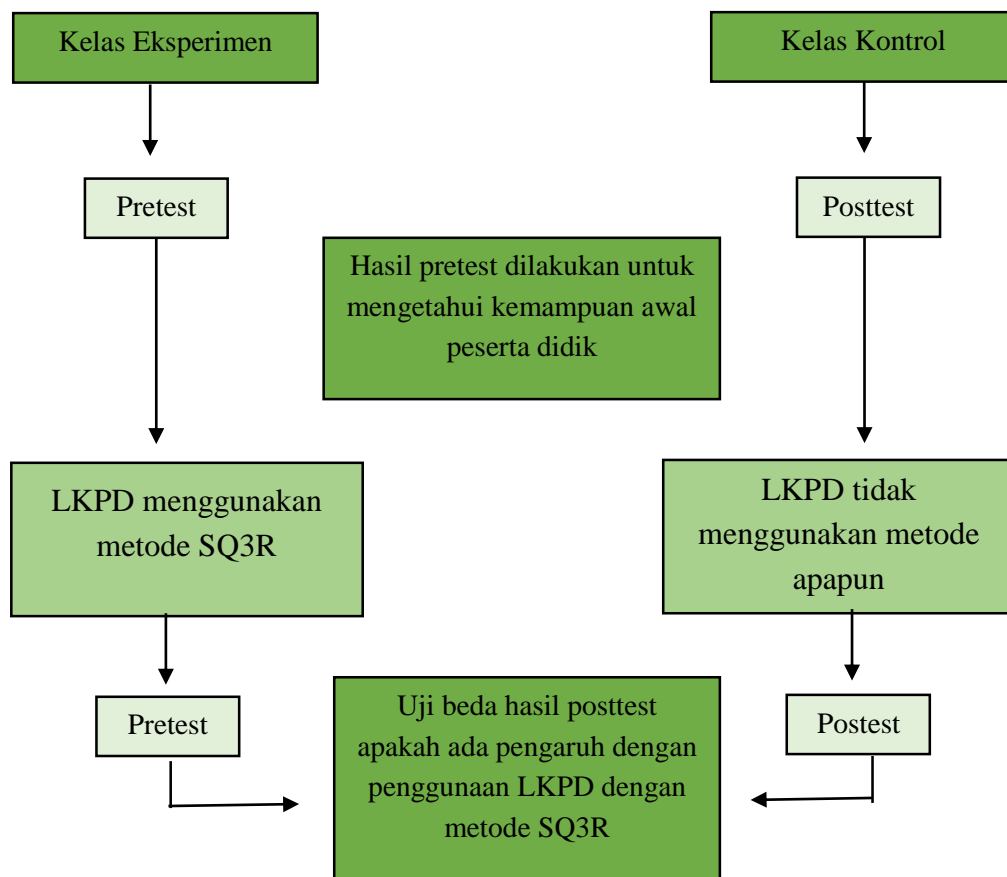 Kelas Eksperimen
Kelas Kontrol
Pretest
Posttest
Hasil pretest dilakukan untuk
mengetahui kemampuan awal
peserta didik
LKPD menggunakan
metode SQ3R
LKPD tidak
menggunakan metode
apapun
Pretest
Uji beda hasil posttest
apakah ada pengaruh dengan
penggunaan LKPD dengan
metode SQ3R
Postest